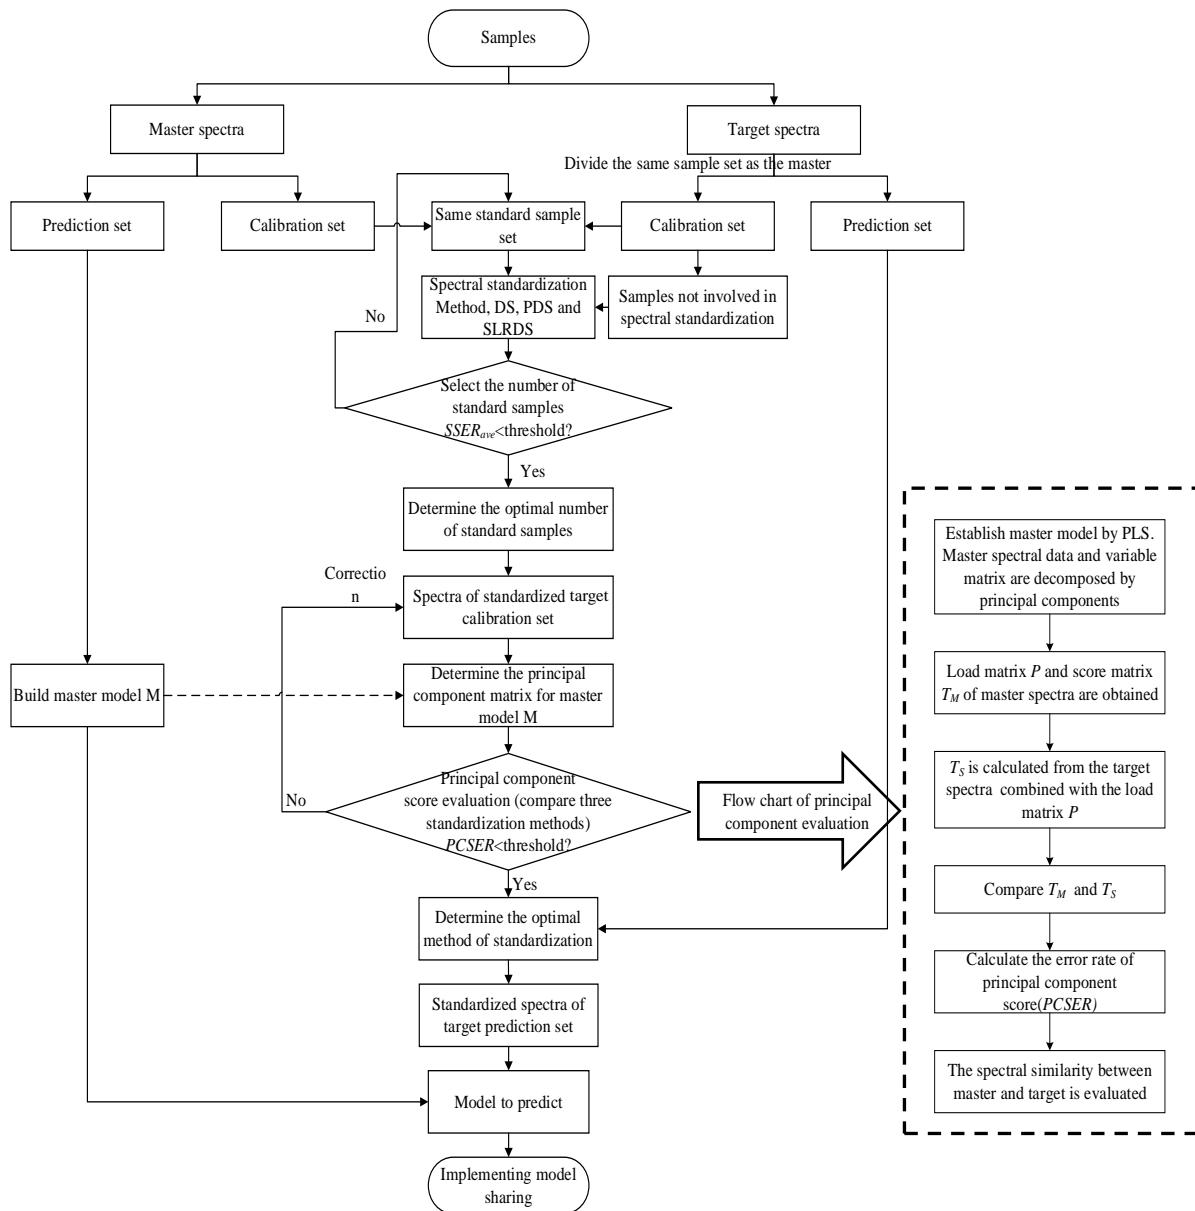 Samples
Master spectra
Target spectra
Divide the same sample set as the master
Prediction set
Calibration set
Same standard sample
set
Calibration set
Prediction set
Spectral standardization
Method, DS, PDS and
SLRDS
Samples not involved in
spectral standardization
No
Select the number of
standard samples
SSERave<threshold?
Yes
Determine the optimal number
of standard samples
Correctio
n
Spectra of standardized target
calibration set
Build master model M
Determine the principal
component matrix for master
model M
No
Principal component
score evaluation (compare three
standardization methods)
PCSER<threshold?
Flow chart of principal
component evaluation
Yes
Determine the optimal
method of standardization
Standardized spectra of
target prediction set
Model to predict
Implementing model
sharing
Establish master model by PLS.
Master spectral data and variable
matrix are decomposed by
principal components
Load matrix P and score matrix
TM of master spectra are obtained
TS is calculated from the target
spectra combined with the load
matrix P
Compare TM and TS
Calculate the error rate of
principal component
score(PCSER)
The spectral similarity between
master and target is evaluated